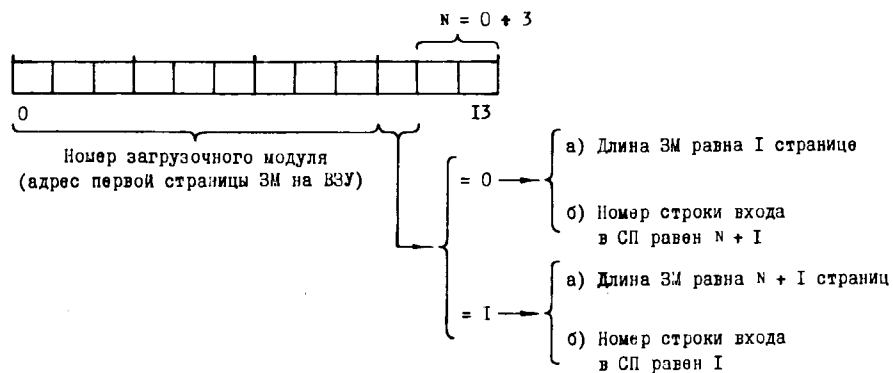 N = 0 ÷ 3
0
I3
Номер загрузочного модуля
(адрес первой страницы ЗМ на ВЗУ)
= 0
а) Длина ЗМ равна I странице
б) Номер строки входа
в СП равен N + I
= I
а) Длина ЗМ равна N + I страниц
б) Номер строки входа
в СП равен I